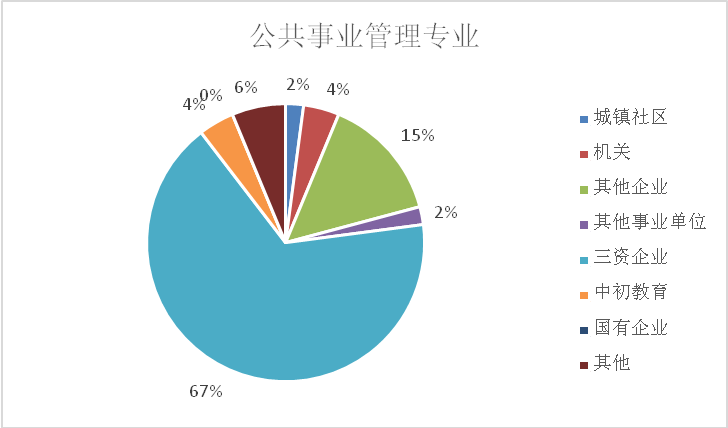 公共事业管理专业
2%
4%
15%
2%
67%
4%
0%
6%
城镇社区
机关
其他企业
其他事业单位
三资企业
中初教育
国有企业
其他